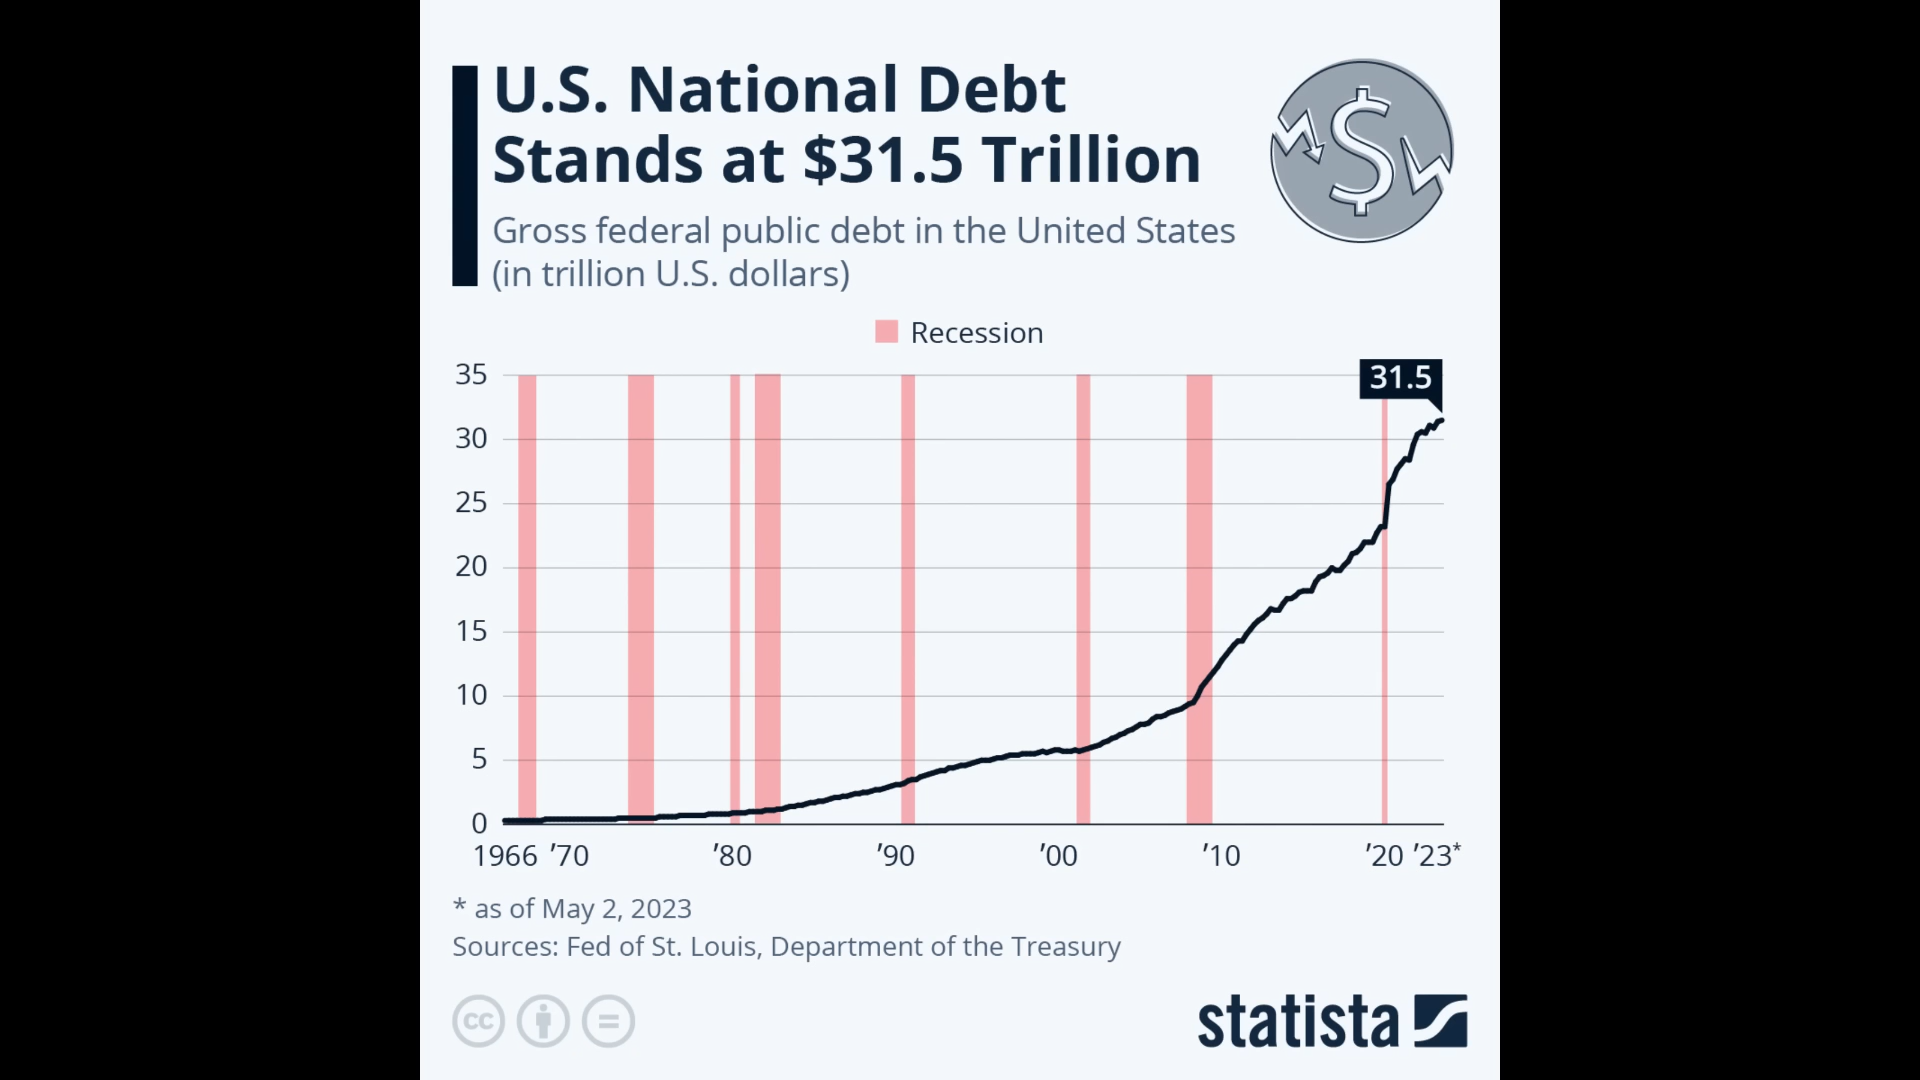 U.S. National Debt
Stands at $31.5 Trillion
$
Gross federal public debt in the United States
(in trillion U.S. dollars)
Recession
35
31.5
30
25
20
15
10
5
0
1966 ’70 ’80 ’90 ’00 ’10 ’20 ’23*
* as of May 2, 2023
Sources: Fed of St. Louis, Department of the Treasury
cc =
statista